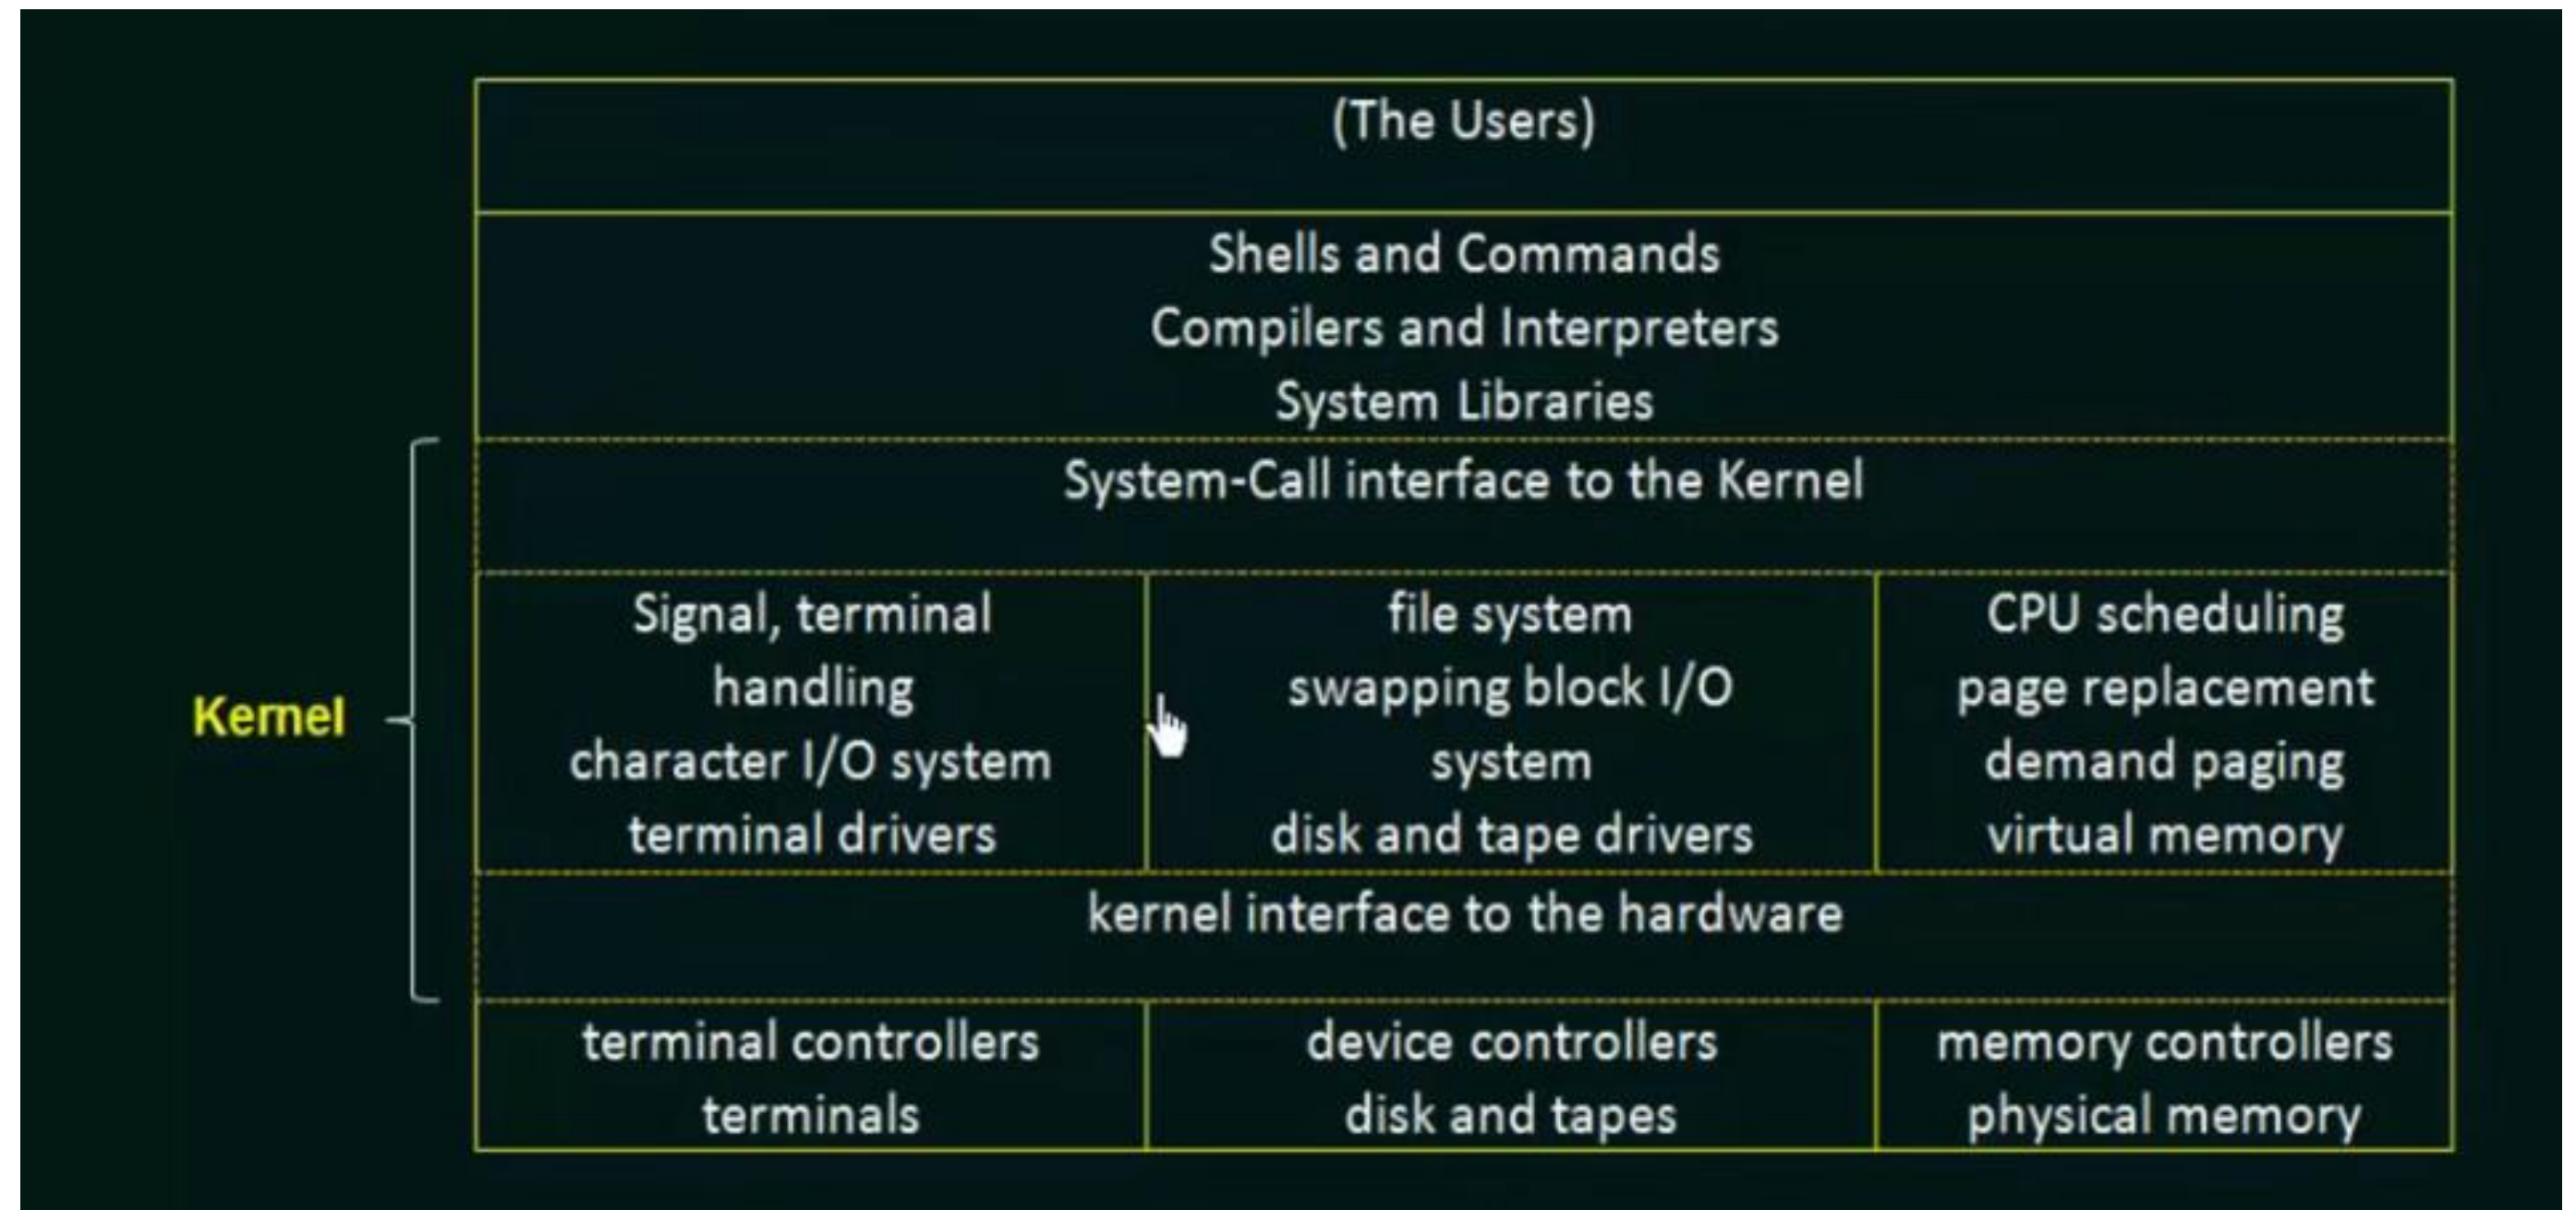 (The Users)
Shells and Commands
Compilers and Interpreters
System Libraries
System-Call interface to the Kernel
Kernel
Signal, terminal
handling
character I/O system
terminal drivers
file system
swapping block I/O
system
disk and tape drivers
CPU scheduling
page replacement
demand paging
virtual memory
kernel interface to the hardware
terminal controllers
terminals
device controllers
disk and tapes
memory controllers
physical memory